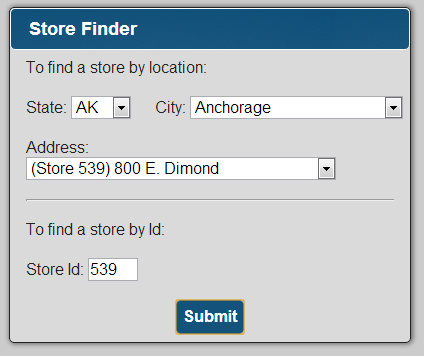 Store Finder
To find a store by location:
State: AK City: Anchorage
Address:
(Store 539) 800 E. Dimond
To find a store by Id:
Store Id: 539
Submit